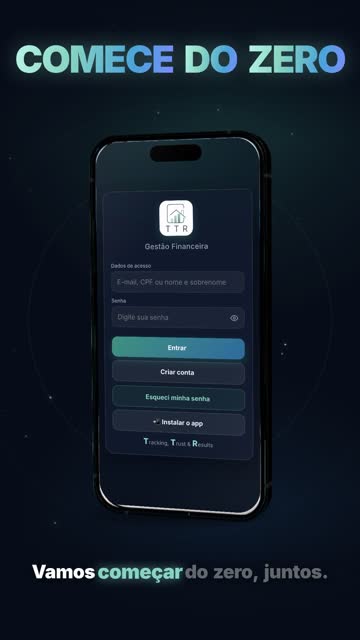 COMECE DO ZERO
TTR
Gestão Financeira
Dados de acesso
E-mail, CPF ou nome e sobrenome
Senha
Digite sua senha
Entrar
Criar conta
Esqueci minha senha
Instalar o app
Tracking, Trust & Results
Vamos começar do zero, juntos.